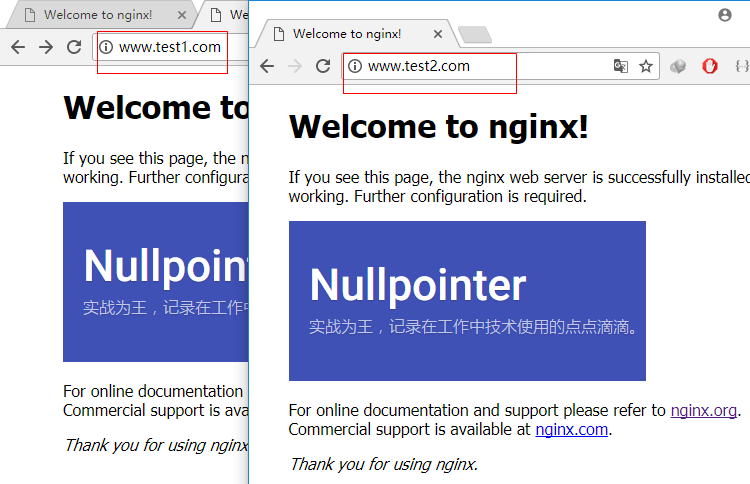 Welcome to nginx!
We
www.test1.com
Welcome to
If you see this page, the n
working. Further configura
Nullpoin
实战为王，记录在工作中
For online documentation
Commercial support is ava
Thank you for using nginx
Welcome to nginx!
www.test2.com
Welcome to nginx!
If you see this page, the nginx web server is successfully installed
working. Further configuration is required.
Nullpointer
实战为王，记录在工作中技术使用的点点滴滴。
For online documentation and support please refer to nginx.org.
Commercial support is available at nginx.com.
Thank you for using nginx.